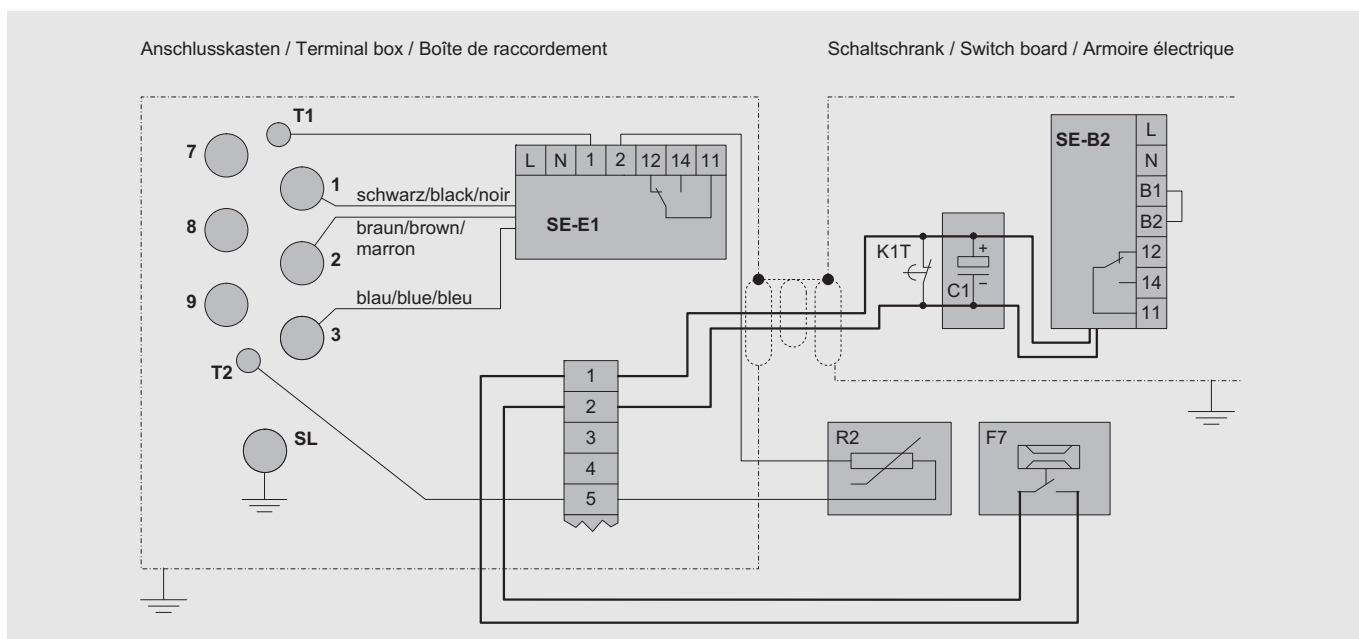 Anschlusskasten / Terminal box / Boîte de raccordement
Schaltschrank / Switch board / Armoire électrique
T1
7
1
schwarz/black/noir
8
braun/brown/
marron
2
9
blau/blue/bleu
3
T2
SL
L N 1 2 12 14 11
SE-E1
1
2
3
4
5
K1T
+
C1
–
SE-B2
L
N
B1
B2
12
14
11
R2
F7